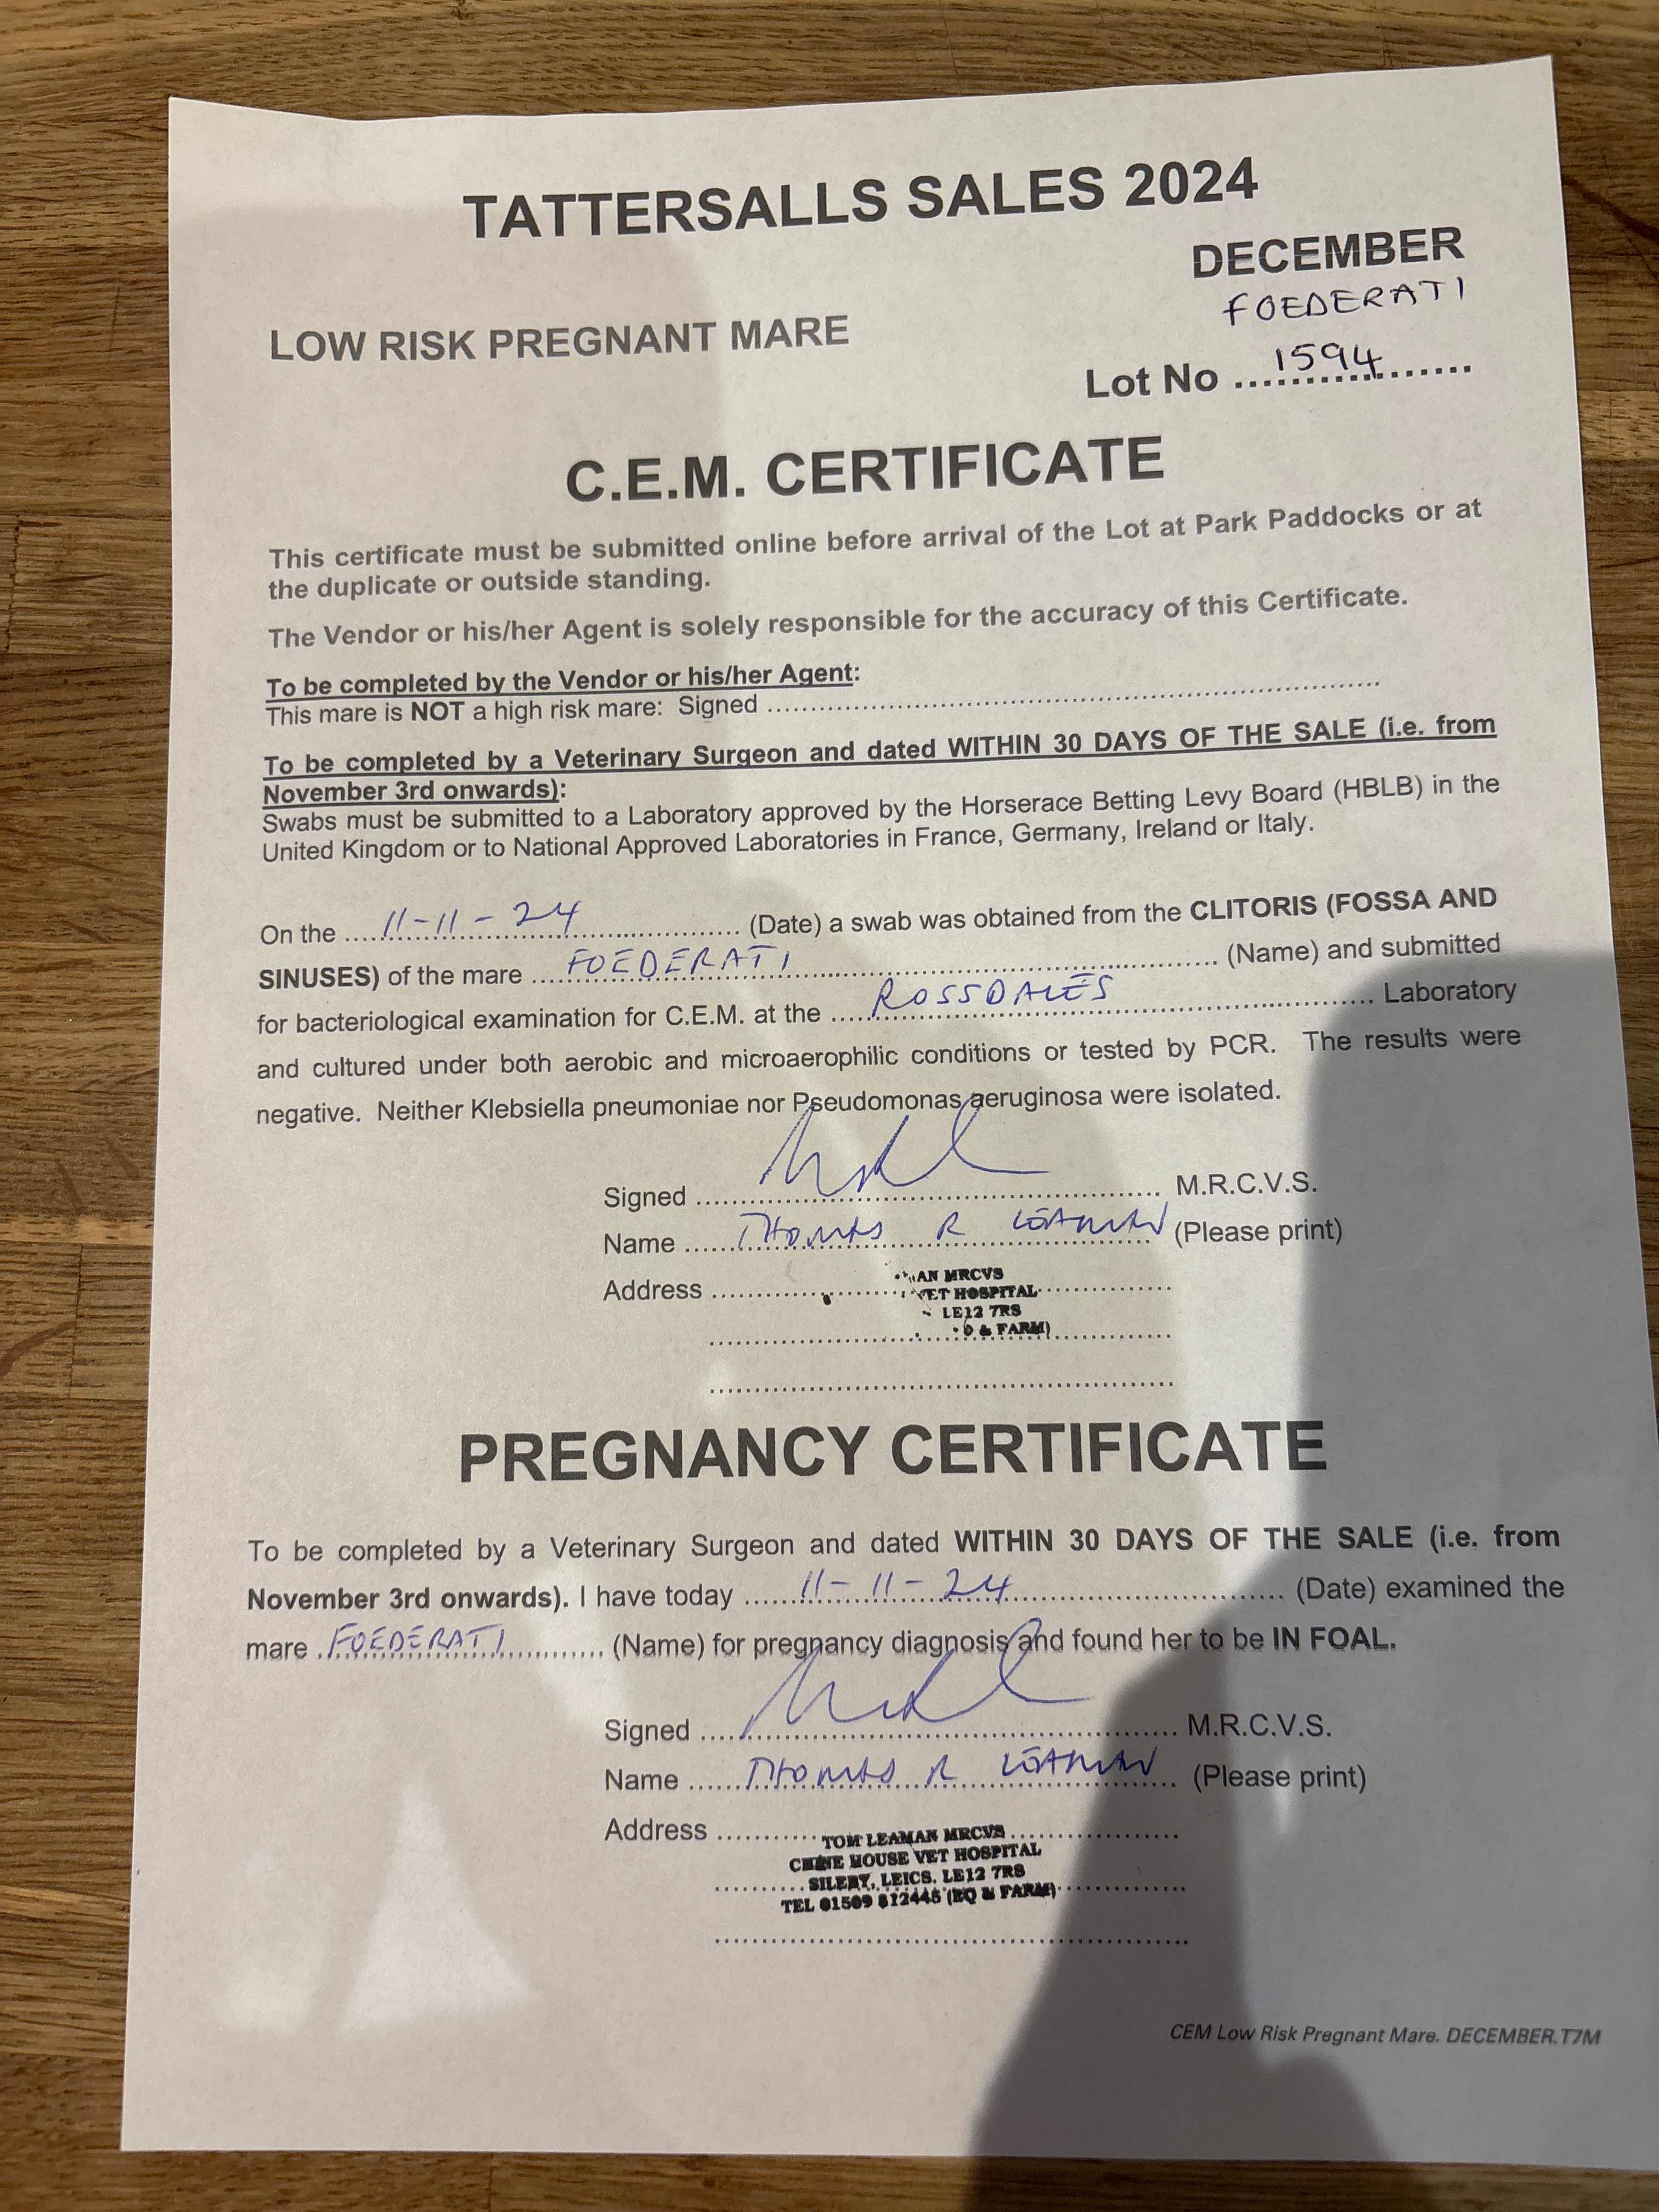 TATTERSALLS SALES 2024
DECEMBER
FOEDERATI
LOW RISK PREGNANT MARE
Lot No ....1594....
C.E.M. CERTIFICATE
This certificate must be submitted online before arrival of the Lot at Park Paddocks or at
the duplicate or outside standing.
The Vendor or his/her Agent is solely responsible for the accuracy of this Certificate.
To be completed by the Vendor or his/her Agent:
This mare is NOT a high risk mare: Signed ....................
To be completed by a Veterinary Surgeon and dated WITHIN 30 DAYS OF THE SALE (i.e. from
November 3rd onwards):
Swabs must be submitted to a Laboratory approved by the Horserace Betting Levy Board (HBLB) in the
United Kingdom or to National Approved Laboratories in France, Germany, Ireland or Italy.
On the ....11-11-24.... (Date) a swab was obtained from the CLITORIS (FOSSA AND
SINUSES) of the mare ....FOEDERATI.... (Name) and submitted
for bacteriological examination for C.E.M. at the ....ROSSDALES.... Laboratory
and cultured under both aerobic and microaerophilic conditions or tested by PCR. The results were
negative. Neither Klebsiella pneumoniae nor Pseudomonas aeruginosa were isolated.
Signed .................... M.R.C.V.S.
Name ....THOMAS R LEAMAN.... (Please print)
Address ....................
AN MRCVS
ET HOSPITAL
LE12 7RS
& FARM)
PREGNANCY CERTIFICATE
To be completed by a Veterinary Surgeon and dated WITHIN 30 DAYS OF THE SALE (i.e. from
November 3rd onwards). I have today ....11-11-24.... (Date) examined the
mare ....FOEDERATI.... (Name) for pregnancy diagnosis and found her to be IN FOAL.
Signed .................... M.R.C.V.S.
Name ....THOMAS R LEAMAN.... (Please print)
Address ....................
TOM LEAMAN MRCVS
CHINE HOUSE VET HOSPITAL
SILEBY, LEICS. LE12 7RS
TEL 01509 812445 (EQ & FARM)
CEM Low Risk Pregnant Mare. DECEMBER.T7M